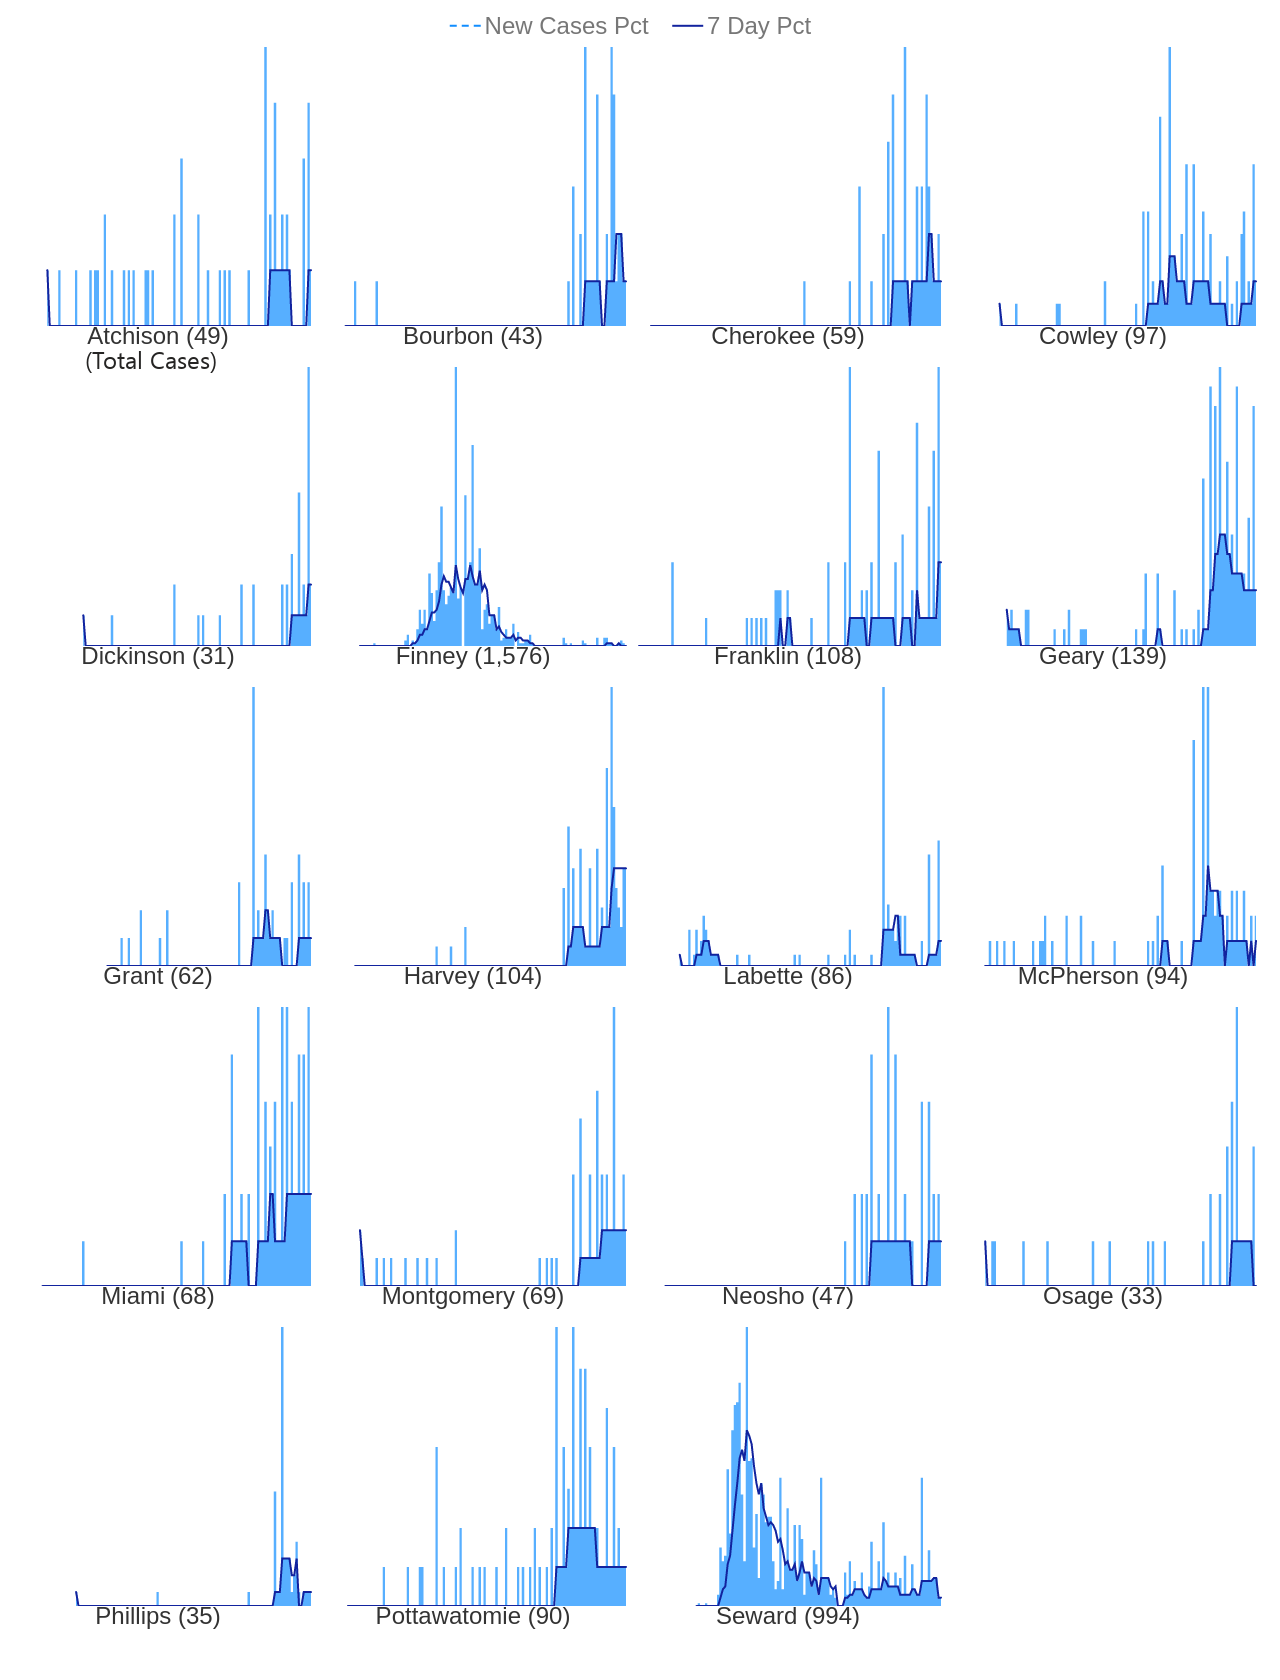 New Cases Pct 7 Day Pct
Atchison (49) Bourbon (43) Cherokee (59) Cowley (97)
(Total Cases)
Dickinson (31) Finney (1,576) Franklin (108) Geary (139)
Grant (62) Harvey (104) Labette (86) McPherson (94)
Miami (68) Montgomery (69) Neosho (47) Osage (33)
Phillips (35) Pottawatomie (90) Seward (994)